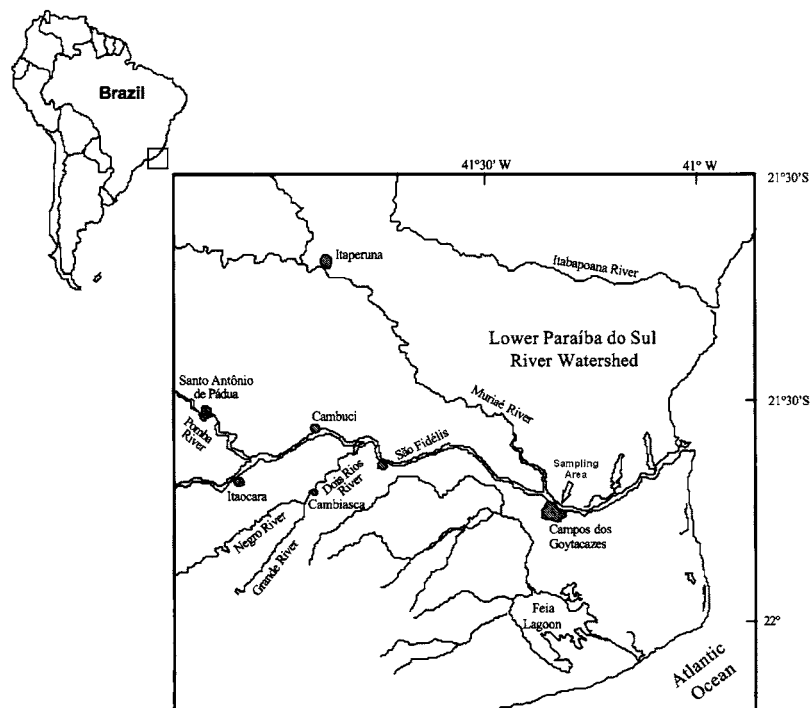 Brazil
41°30' W
41° W
21°30'S
Itaperuna
Itabapoana River
Lower Paraíba do Sul
River Watershed
Muriaé River
21°30'S
Santo Antônio
de Pádua
Pomba
River
Cambuci
São Fidélis
Sampling
Area
Itaocara
Dois Rios
River
Cambiasca
Negro River
Grande River
Campos dos
Goytacazes
Feia
Lagoon
22°
Atlantic
Ocean